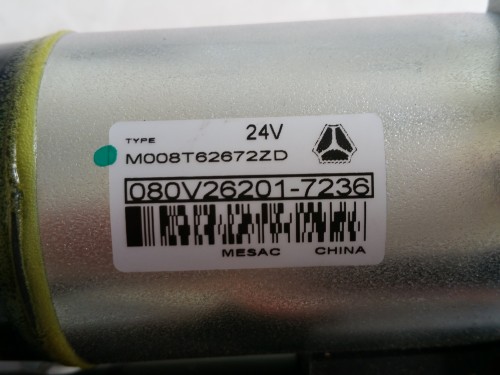 TYPE 24V
M008T62672ZD
080V26201-7236
MESAC CHINA